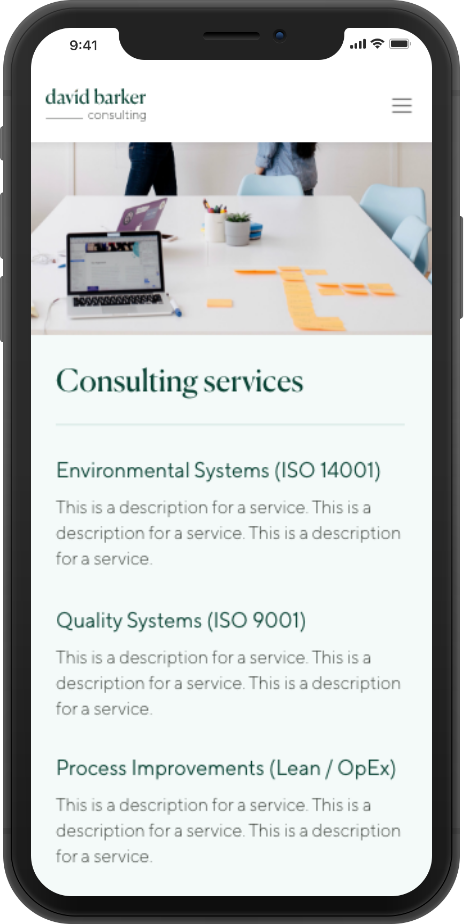 9:41
david barker
consulting
Consulting services
Environmental Systems (ISO 14001)
This is a description for a service. This is a
description for a service. This is a description
for a service.
Quality Systems (ISO 9001)
This is a description for a service. This is a
description for a service. This is a description
for a service.
Process Improvements (Lean / OpEx)
This is a description for a service. This is a
description for a service. This is a description
for a service.